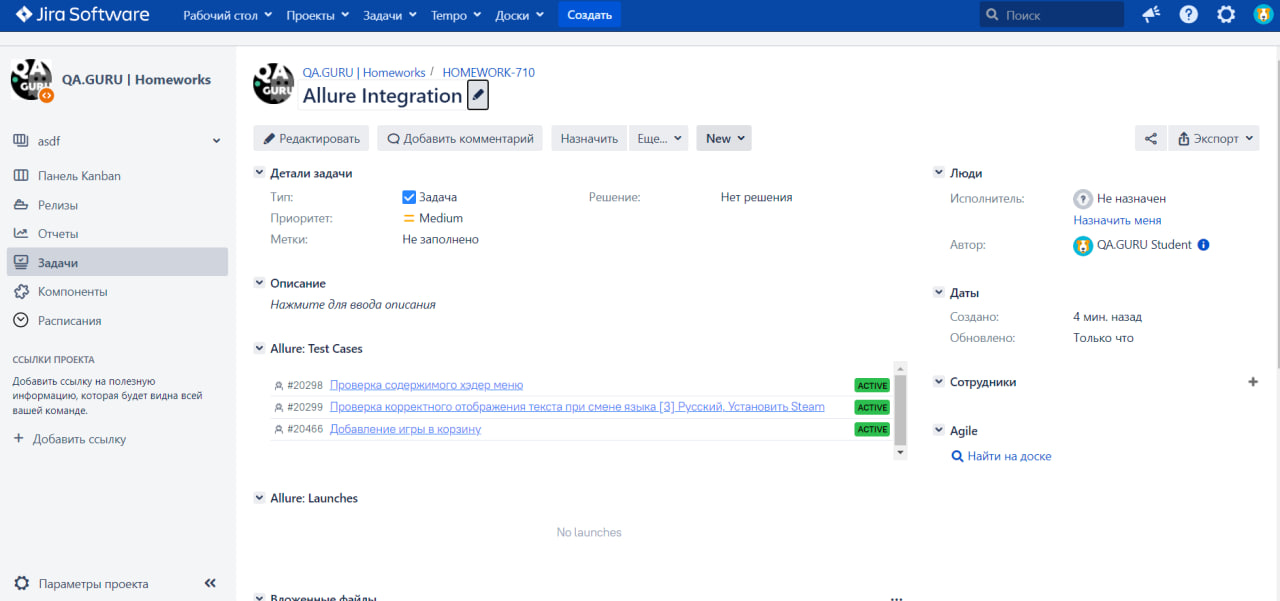 Jira Software
Рабочий стол
Проекты
Задачи
Tempo
Доски
Создать
Поиск
QA.GURU | Homeworks
asdf
Панель Kanban
Релизы
Отчеты
Задачи
Компоненты
Расписания
ССЫЛКИ ПРОЕКТА
Добавить ссылку на полезную
информацию, которая будет видна всей
вашей команде.
+ Добавить ссылку
Параметры проекта
QA.GURU | Homeworks / HOMEWORK-710
Allure Integration
Редактировать
Добавить комментарий
Назначить
Еще...
New
Экспорт
Детали задачи
Тип: Задача
Решение: Нет решения
Приоритет: Medium
Метки: Не заполнено
Описание
Нажмите для ввода описания
Allure: Test Cases
#20298 Проверка содержимого хэдер меню ACTIVE
#20299 Проверка корректного отображения текста при смене языка [3] Русский, Установить Steam ACTIVE
#20466 Добавление игры в корзину ACTIVE
Allure: Launches
No launches
Вложенные файлы
Люди
Исполнитель: Не назначен
Назначить меня
Автор: QA.GURU Student
Даты
Создано: 4 мин. назад
Обновлено: Только что
Сотрудники
Agile
Найти на доске